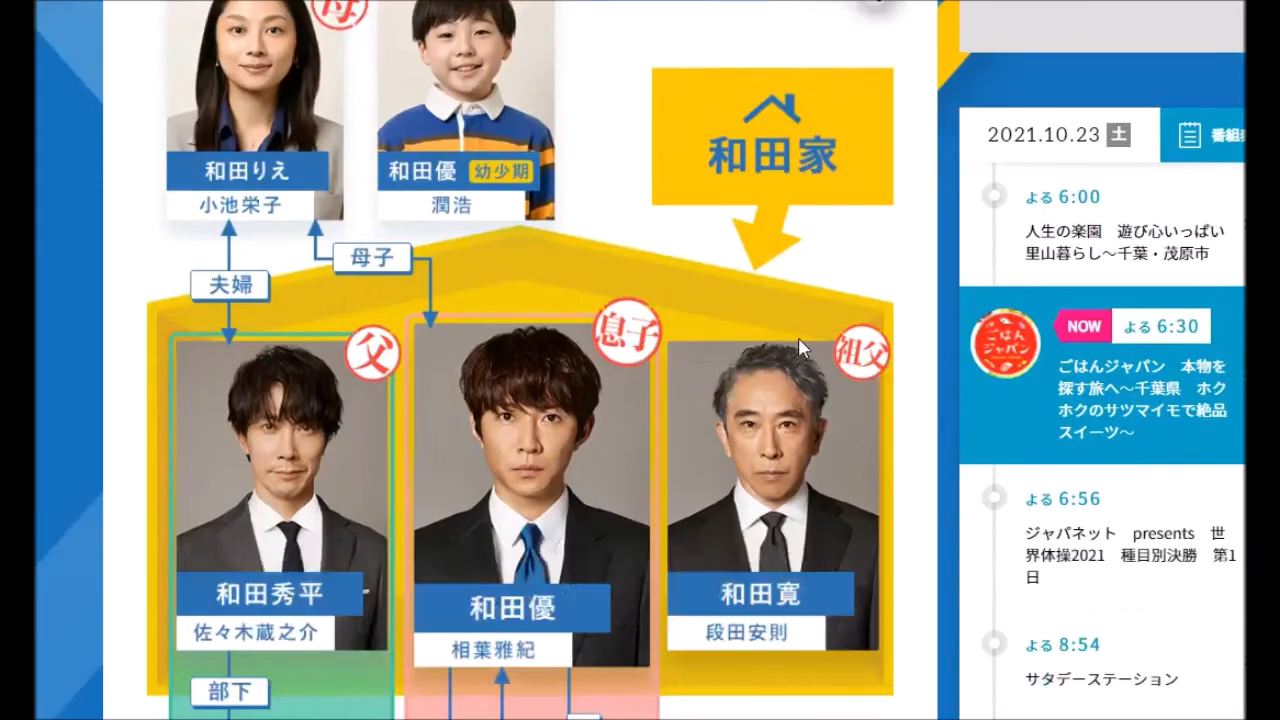 母
和田りえ
小池栄子
和田優 幼少期
潤浩
和田家
母子
夫婦
父
息子
祖父
和田秀平
佐々木蔵之介
和田優
相葉雅紀
和田寛
段田安則
部下
2021.10.23 土
番組
よる 6:00
人生の楽園 遊び心いっぱい
里山暮らし～千葉・茂原市
ごはん
ジャパン
NOW よる 6:30
ごはんジャパン 本物を
探す旅へ～千葉県 ホク
ホクのサツマイモで絶品
スイーツ～
よる 6:56
ジャパネット presents 世
界体操2021 種目別決勝 第1
日
よる 8:54
サタデーステーション